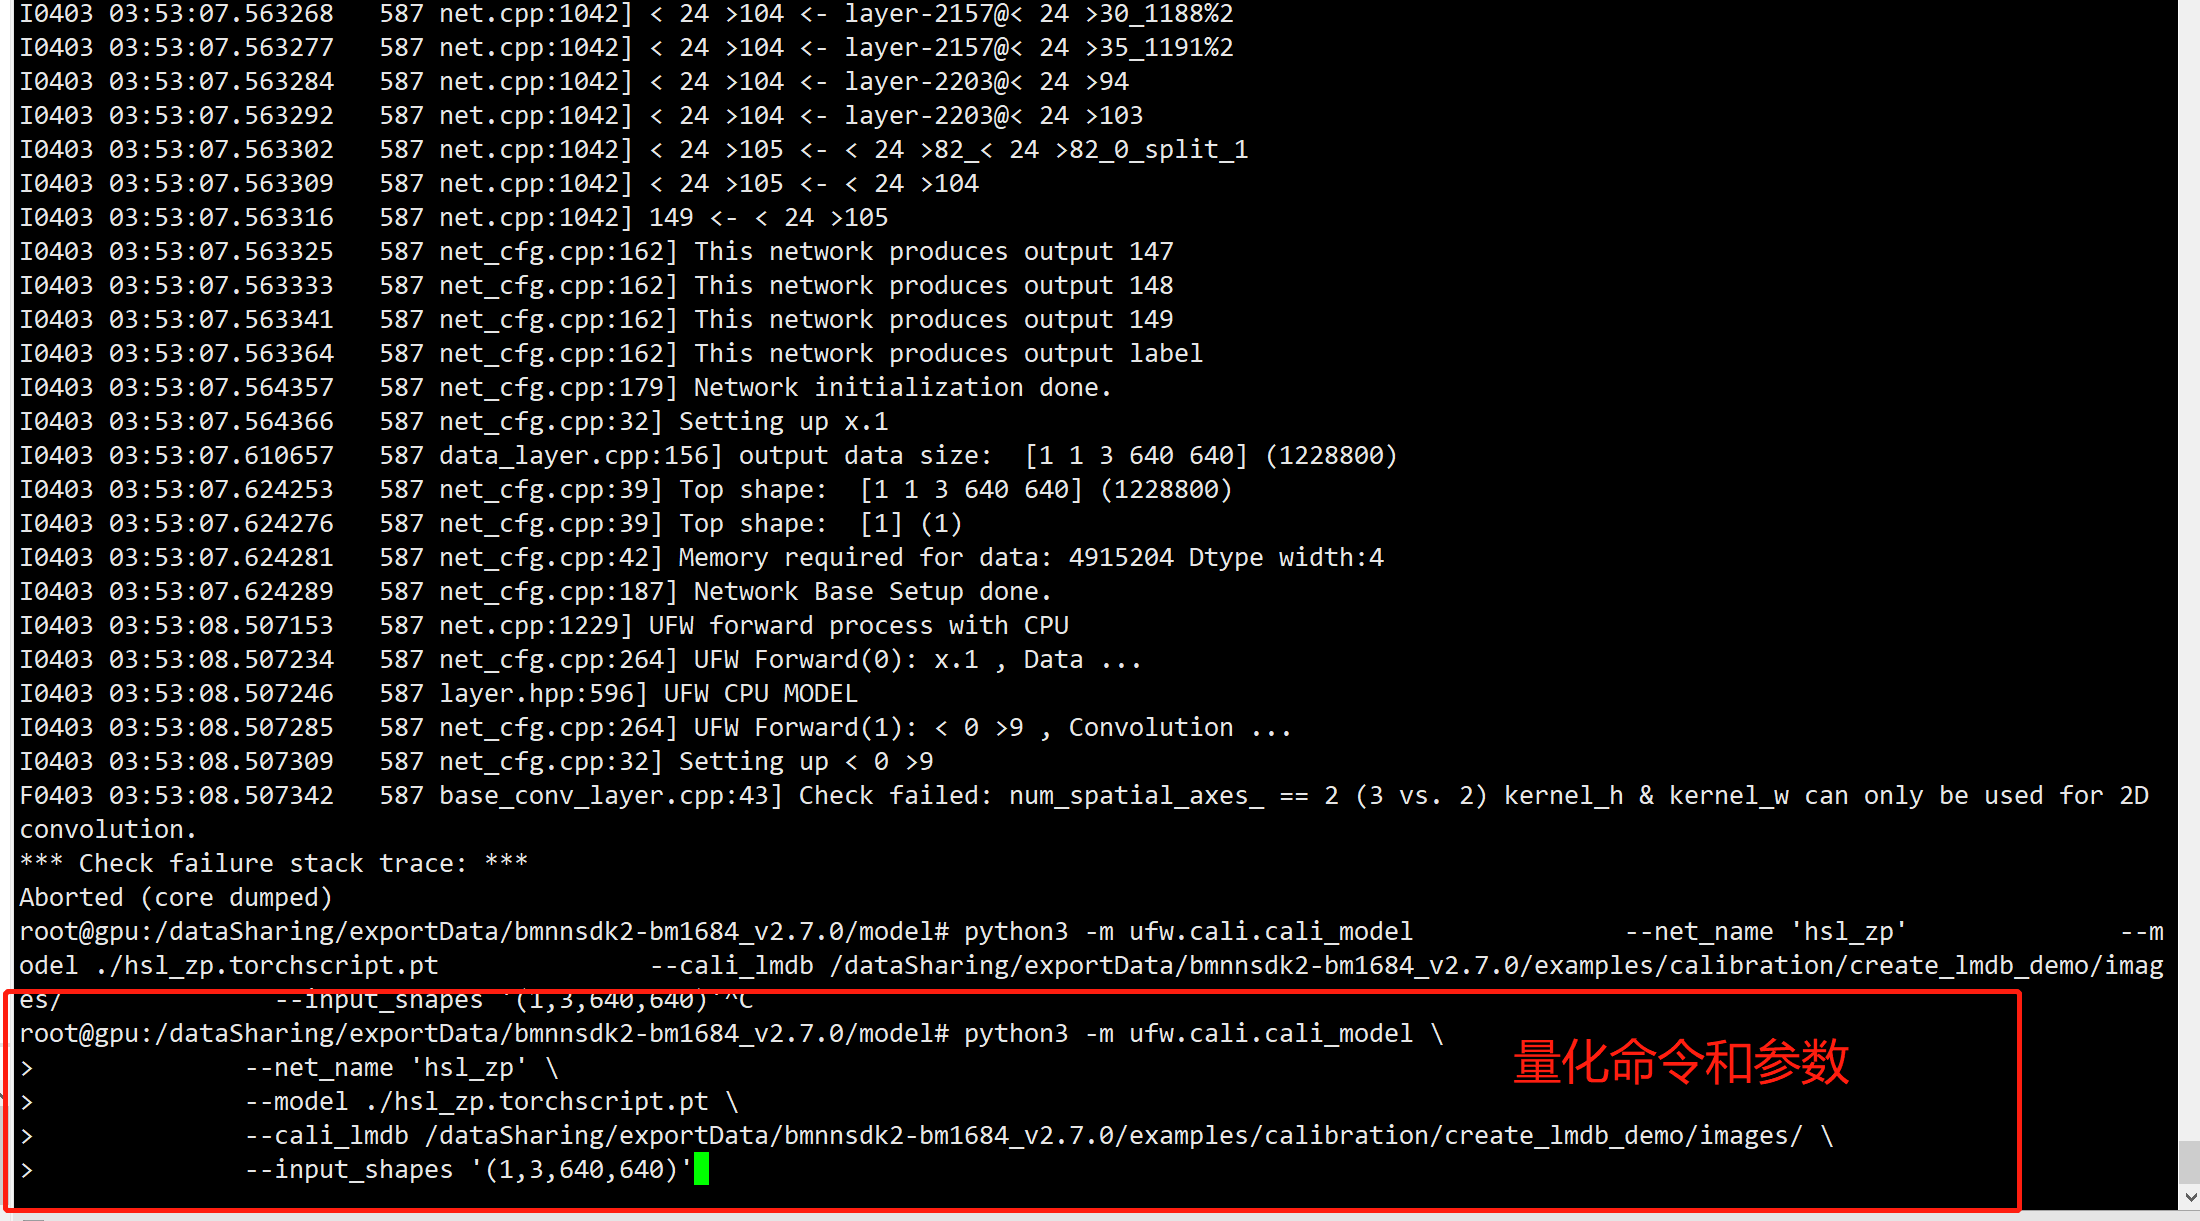 I0403 03:53:07.563268   587 net.cpp:1042] < 24 >104 <- layer-2157@< 24 >30_1188%2
I0403 03:53:07.563277   587 net.cpp:1042] < 24 >104 <- layer-2157@< 24 >35_1191%2
I0403 03:53:07.563284   587 net.cpp:1042] < 24 >104 <- layer-2203@< 24 >94
I0403 03:53:07.563292   587 net.cpp:1042] < 24 >104 <- layer-2203@< 24 >103
I0403 03:53:07.563302   587 net.cpp:1042] < 24 >105 <- < 24 >82_< 24 >82_0_split_1
I0403 03:53:07.563309   587 net.cpp:1042] < 24 >105 <- < 24 >104
I0403 03:53:07.563316   587 net.cpp:1042] 149 <- < 24 >105
I0403 03:53:07.563325   587 net_cfg.cpp:162] This network produces output 147
I0403 03:53:07.563333   587 net_cfg.cpp:162] This network produces output 148
I0403 03:53:07.563341   587 net_cfg.cpp:162] This network produces output 149
I0403 03:53:07.563364   587 net_cfg.cpp:162] This network produces output label
I0403 03:53:07.564357   587 net_cfg.cpp:179] Network initialization done.
I0403 03:53:07.564366   587 net_cfg.cpp:32] Setting up x.1
I0403 03:53:07.610657   587 data_layer.cpp:156] output data size:  [1 1 3 640 640] (1228800)
I0403 03:53:07.624253   587 net_cfg.cpp:39] Top shape:  [1 1 3 640 640] (1228800)
I0403 03:53:07.624276   587 net_cfg.cpp:39] Top shape:  [1] (1)
I0403 03:53:07.624281   587 net_cfg.cpp:42] Memory required for data: 4915204 Dtype width:4
I0403 03:53:07.624289   587 net_cfg.cpp:187] Network Base Setup done.
I0403 03:53:08.507153   587 net.cpp:1229] UFW forward process with CPU
I0403 03:53:08.507234   587 net_cfg.cpp:264] UFW Forward(0): x.1 , Data ...
I0403 03:53:08.507246   587 layer.hpp:596] UFW CPU MODEL
I0403 03:53:08.507285   587 net_cfg.cpp:264] UFW Forward(1): < 0 >9 , Convolution ...
I0403 03:53:08.507309   587 net_cfg.cpp:32] Setting up < 0 >9
F0403 03:53:08.507342   587 base_conv_layer.cpp:43] Check failed: num_spatial_axes_ == 2 (3 vs. 2) kernel_h & kernel_w can only be used for 2D
convolution.
*** Check failure stack trace: ***
Aborted (core dumped)
root@gpu:/dataSharing/exportData/bmnnsdk2-bm1684_v2.7.0/model# python3 -m ufw.cali.cali_model              --net_name 'hsl_zp'              --m
odel ./hsl_zp.torchscript.pt              --cali_lmdb /dataSharing/exportData/bmnnsdk2-bm1684_v2.7.0/examples/calibration/create_lmdb_demo/imag
es/              --input_shapes '(1,3,640,640)'^C
root@gpu:/dataSharing/exportData/bmnnsdk2-bm1684_v2.7.0/model# python3 -m ufw.cali.cali_model \
量化命令和参数
>              --net_name 'hsl_zp' \
>              --model ./hsl_zp.torchscript.pt \
>              --cali_lmdb /dataSharing/exportData/bmnnsdk2-bm1684_v2.7.0/examples/calibration/create_lmdb_demo/images/ \
>              --input_shapes '(1,3,640,640)'